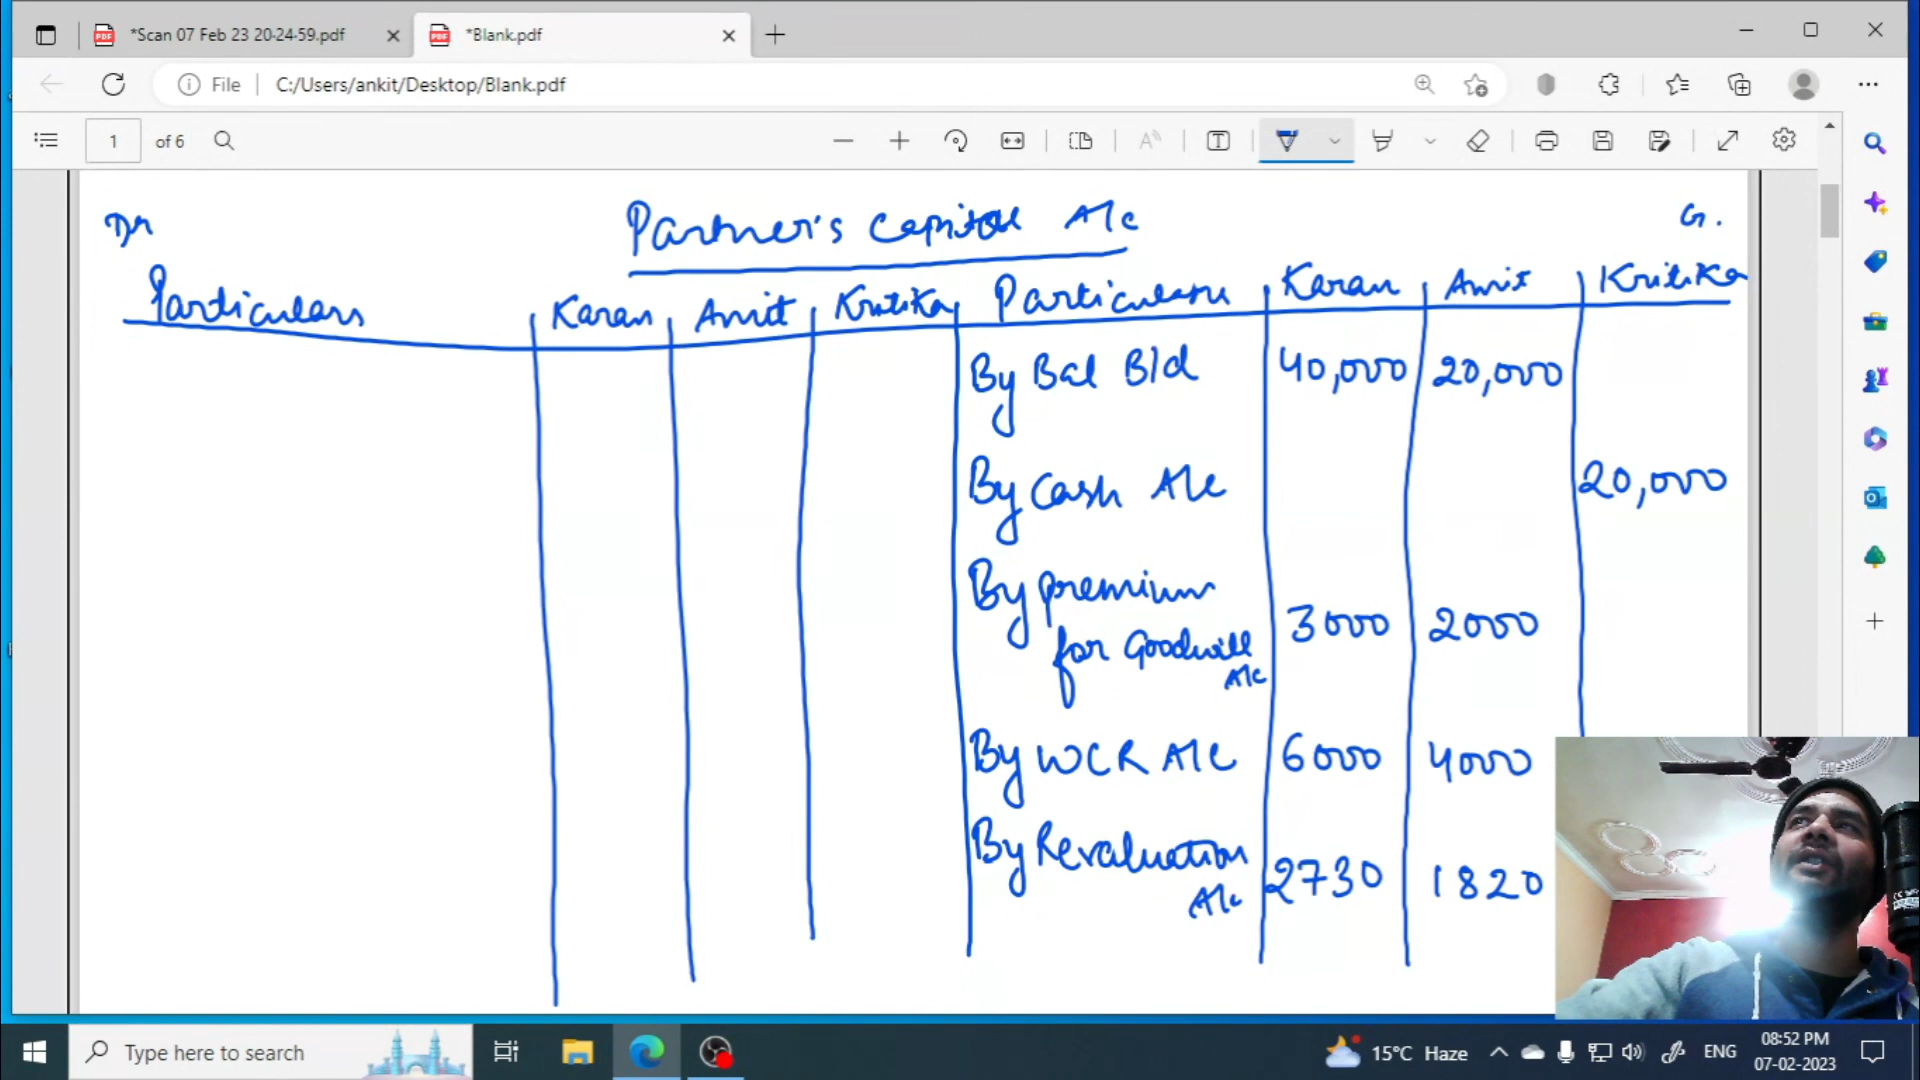 *Scan 07 Feb 23 20-24-59.pdf
*Blank.pdf
File
C:/Users/ankit/Desktop/Blank.pdf
1 of 6
Dr
Partner's Capital A/c
Cr.
Particulars Karan Amit Kritika Particulars Karan Amit Kritika
By Bal B/d 40,000 20,000
By Cash A/c 20,000
By premium
for Goodwill 3000 2000
A/c
By WCR A/c 6000 4000
By Revaluation 2730 1820
A/c
Type here to search
15°C Haze
ENG
08:52 PM
07-02-2023